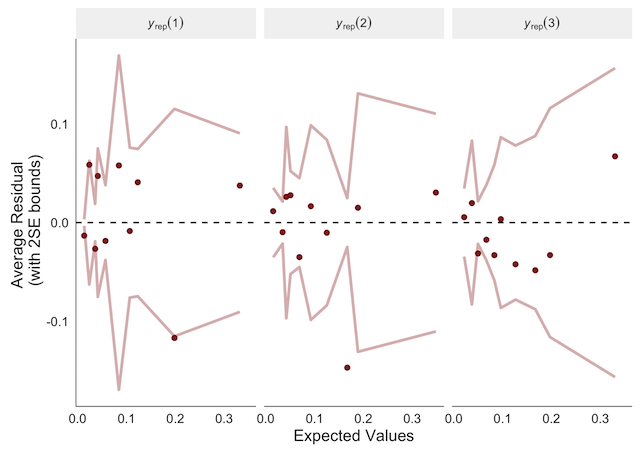 y_rep(1) y_rep(2) y_rep(3)
Average Residual
(with 2SE bounds)
0.1
0.0
-0.1
0.0 0.1 0.2 0.3 0.0 0.1 0.2 0.3 0.0 0.1 0.2 0.3
Expected Values